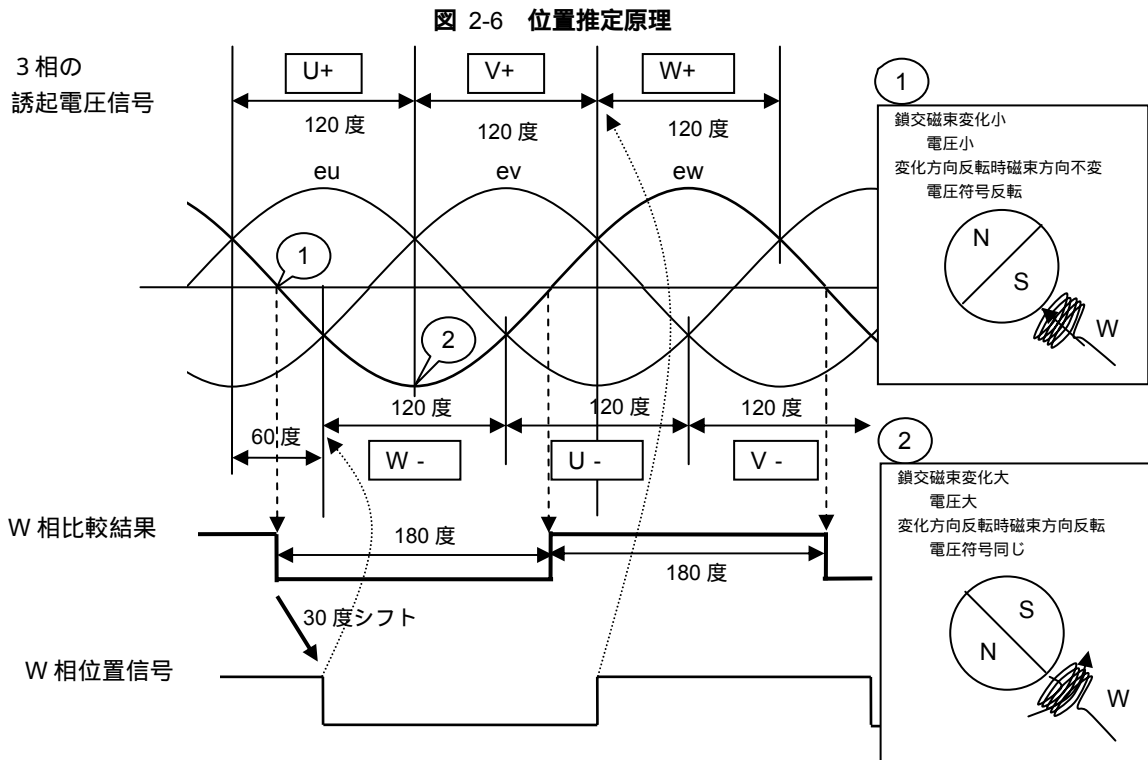 図 2-6 位置推定原理
3相の
誘起電圧信号
U+
V+
W+
120 度
120 度
120 度
eu
ev
ew
1
2
120 度
120 度
120 度
60 度
W -
U -
V -
W 相比較結果
180 度
180 度
30 度シフト
W 相位置信号
1
鎖交磁束変化小
電圧小
変化方向反転時磁束方向不変
電圧符号反転
N
S
W
2
鎖交磁束変化大
電圧大
変化方向反転時磁束方向反転
電圧符号同じ
S
N
W